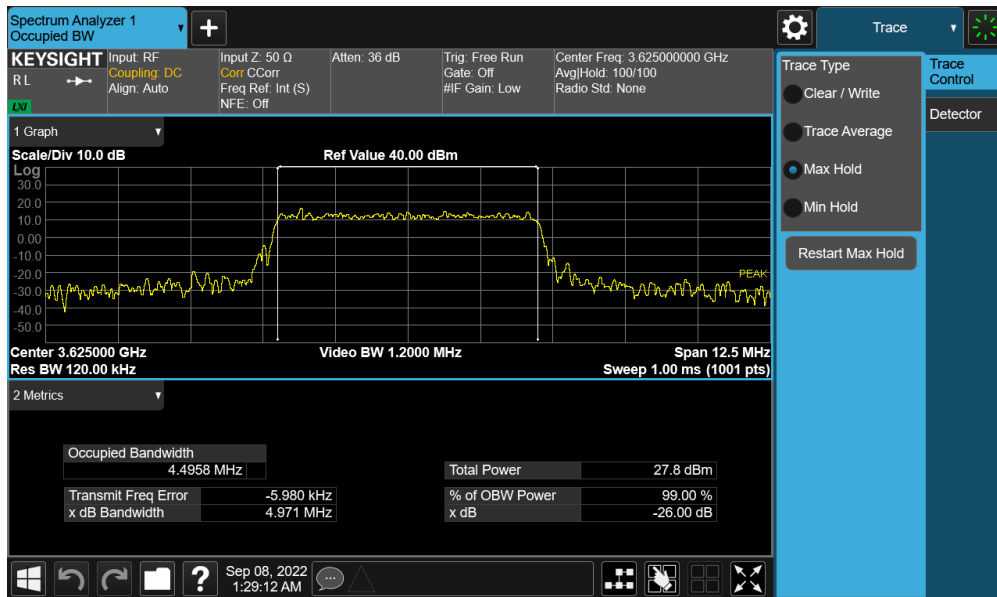 Spectrum Analyzer 1
Occupied BW
Trace
KEYSIGHT
R L
LXI
Input: RF
Coupling: DC
Align: Auto
Input Z: 50 Ω
Corr CCorr
Freq Ref: Int (S)
NFE: Off
Atten: 36 dB
Trig: Free Run
Gate: Off
#IF Gain: Low
Center Freq: 3.625000000 GHz
Avg|Hold: 100/100
Radio Std: None
1 Graph
Scale/Div 10.0 dB
Ref Value 40.00 dBm
Log
30.0
20.0
10.0
0.00
-10.0
-20.0
-30.0
-40.0
-50.0
PEAK
Center 3.625000 GHz
Video BW 1.2000 MHz
Span 12.5 MHz
Res BW 120.00 kHz
Sweep 1.00 ms (1001 pts)
2 Metrics
Occupied Bandwidth
4.4958 MHz
Transmit Freq Error -5.980 kHz
x dB Bandwidth 4.971 MHz
Total Power 27.8 dBm
% of OBW Power 99.00 %
x dB -26.00 dB
Sep 08, 2022
1:29:12 AM
Trace Type
Clear / Write
Trace Average
Max Hold
Min Hold
Restart Max Hold
Trace
Control
Detector